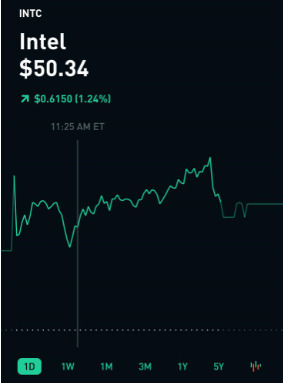 INTC
Intel
$50.34
$0.6150 (1.24%)
11:25 AM ET
1D 1W 1M 3M 1Y 5Y